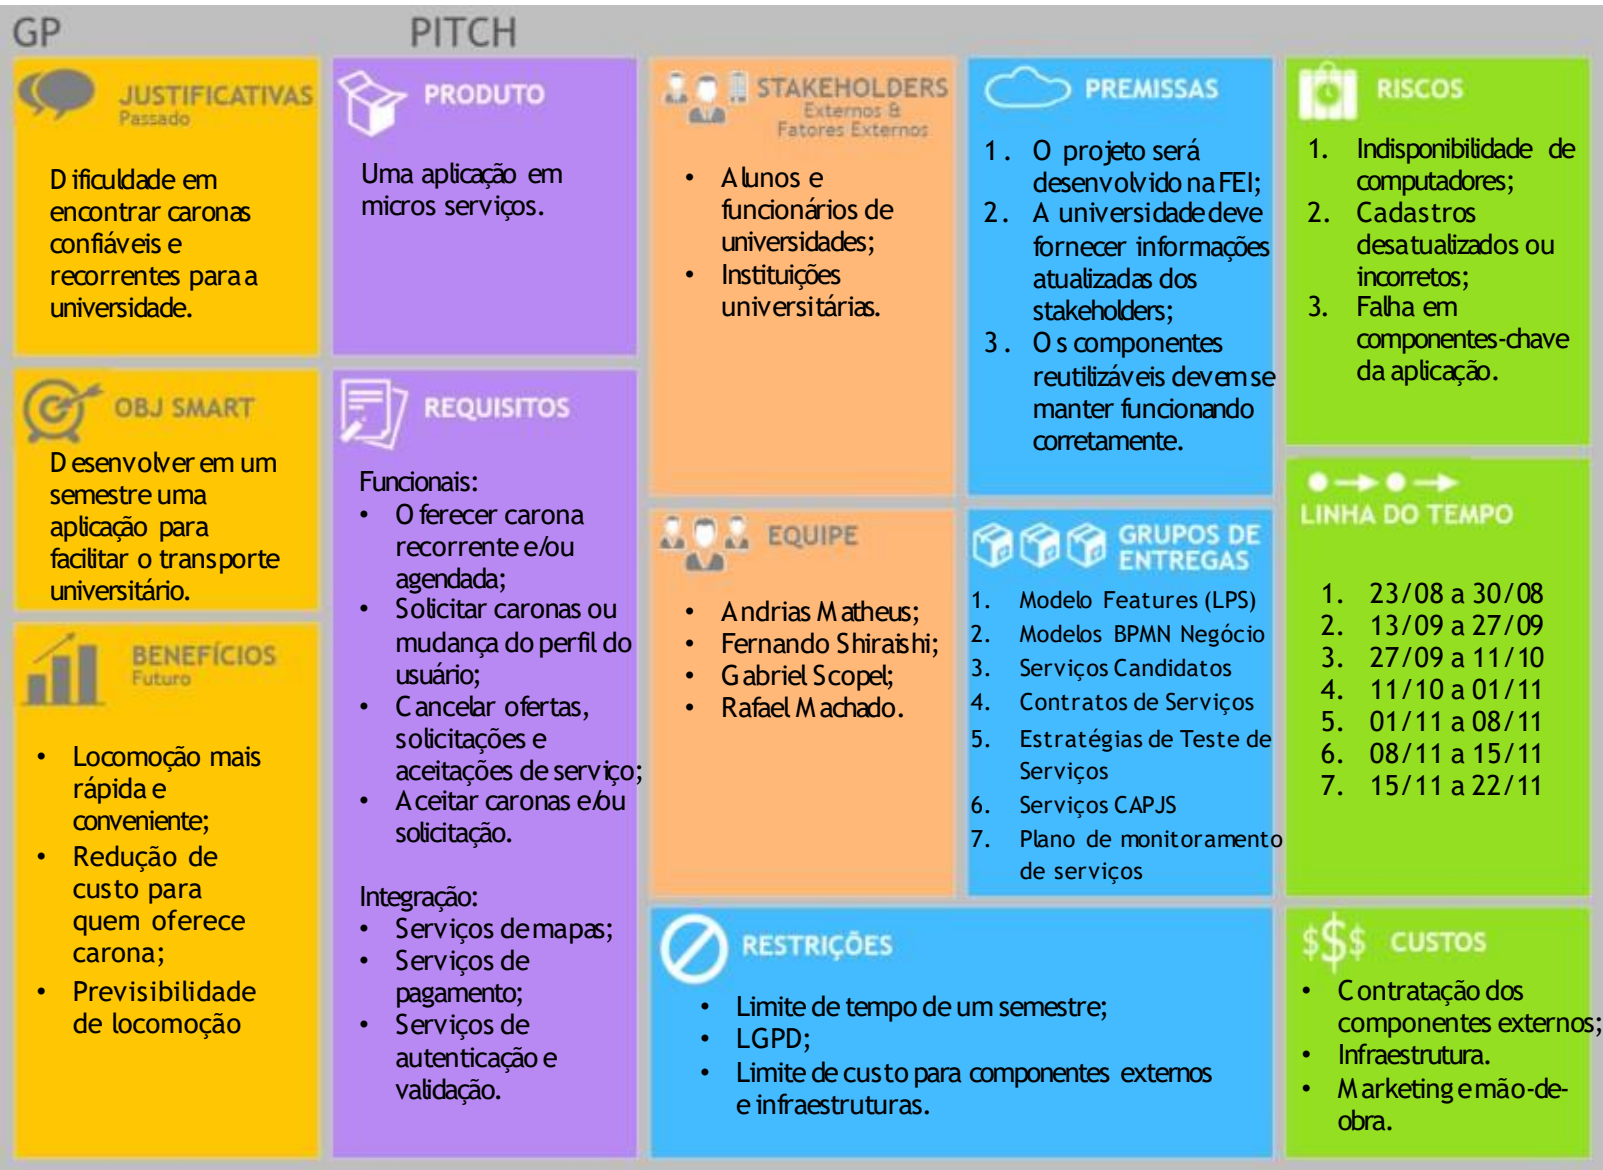 GP
PITCH
JUSTIFICATIVAS
Passado
Dificuldade em
encontrar caronas
confiáveis e
recorrentes para a
universidade.
OBJ SMART
Desenvolver em um
semestre uma
aplicação para
facilitar o transporte
universitário.
BENEFÍCIOS
Futuro
• Locomoção mais
rápida e
conveniente;
• Redução de
custo para
quem oferece
carona;
• Previsibilidade
de locomoção
PRODUTO
Uma aplicação em
micros serviços.
REQUISITOS
Funcionais:
• Oferecer carona
recorrente e/ou
agendada;
• Solicitar caronas ou
mudança do perfil do
usuário;
• Cancelar ofertas,
solicitações e
aceitações de serviço;
• Aceitar caronas e/ou
solicitação.
Integração:
• Serviços de mapas;
• Serviços de
pagamento;
• Serviços de
autenticação e
validação.
STAKEHOLDERS
Externos &
Fatores Externos
• Alunos e
funcionários de
universidades;
• Instituições
universitárias.
EQUIPE
• Andrias Matheus;
• Fernando Shiraishi;
• Gabriel Scopel;
• Rafael Machado.
PREMISSAS
1. O projeto será
desenvolvido na FEI;
2. A universidade deve
fornecer informações
atualizadas dos
stakeholders;
3. Os componentes
reutilizáveis devem se
manter funcionando
corretamente.
GRUPOS DE
ENTREGAS
1. Modelo Features (LPS)
2. Modelos BPMN Negócio
3. Serviços Candidatos
4. Contratos de Serviços
5. Estratégias de Teste de
Serviços
6. Serviços CAPJS
7. Plano de monitoramento
de serviços
RESTRIÇÕES
• Limite de tempo de um semestre;
• LGPD;
• Limite de custo para componentes externos
e infraestruturas.
RISCOS
1. Indisponibilidade de
computadores;
2. Cadastros
desatualizados ou
incorretos;
3. Falha em
componentes-chave
da aplicação.
LINHA DO TEMPO
1. 23/08 a 30/08
2. 13/09 a 27/09
3. 27/09 a 11/10
4. 11/10 a 01/11
5. 01/11 a 08/11
6. 08/11 a 15/11
7. 15/11 a 22/11
$$$ CUSTOS
• Contratação dos
componentes externos;
• Infraestrutura.
• Marketing e mão-de-
obra.